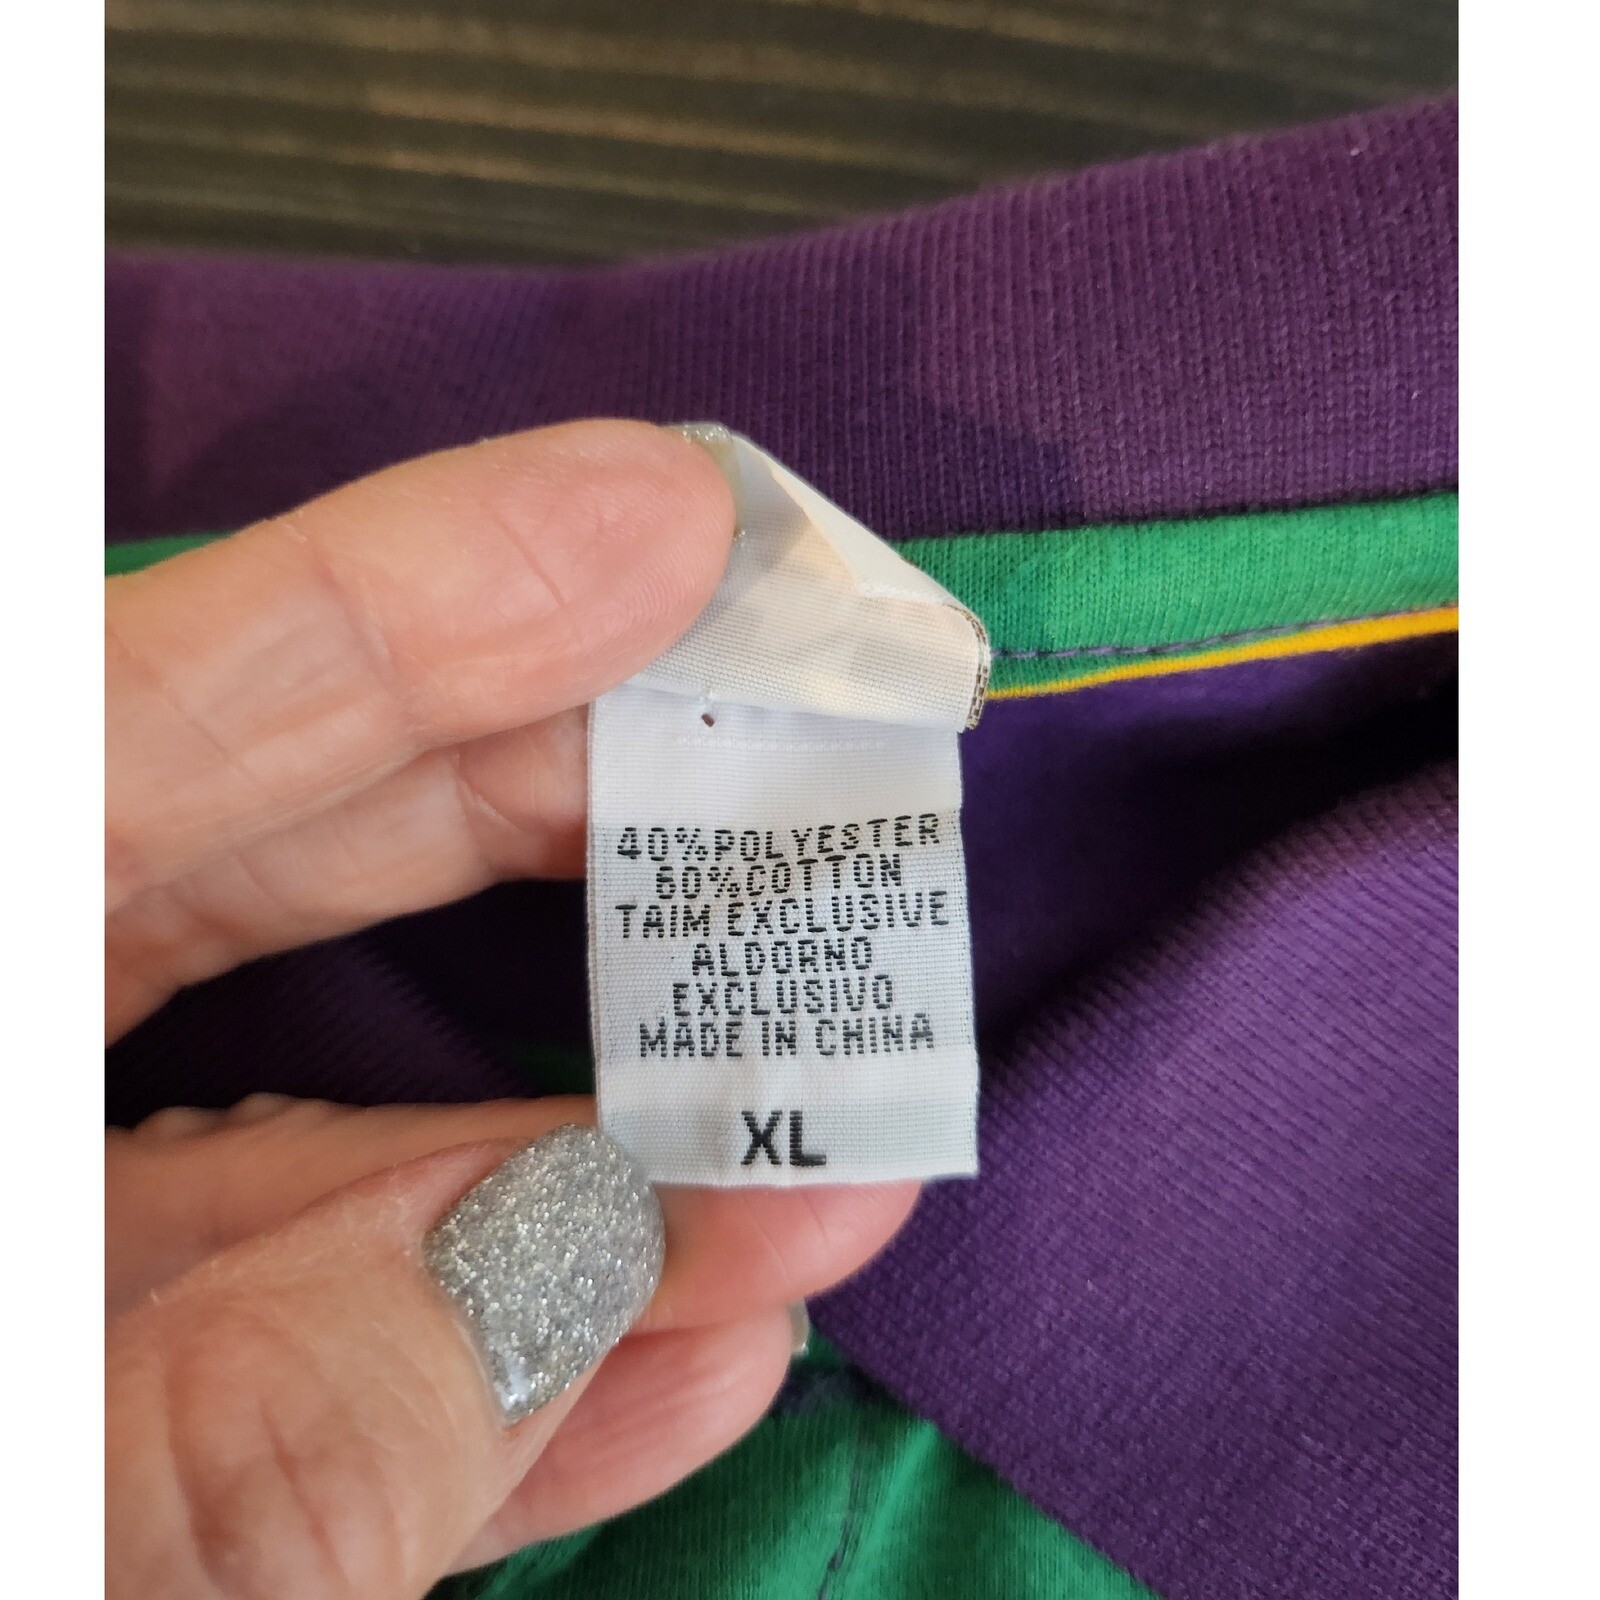 40%POLYESTER
60%COTTON
TAIM EXCLUSIVE
ALDORNO
EXCLUSIVO
MADE IN CHINA
XL